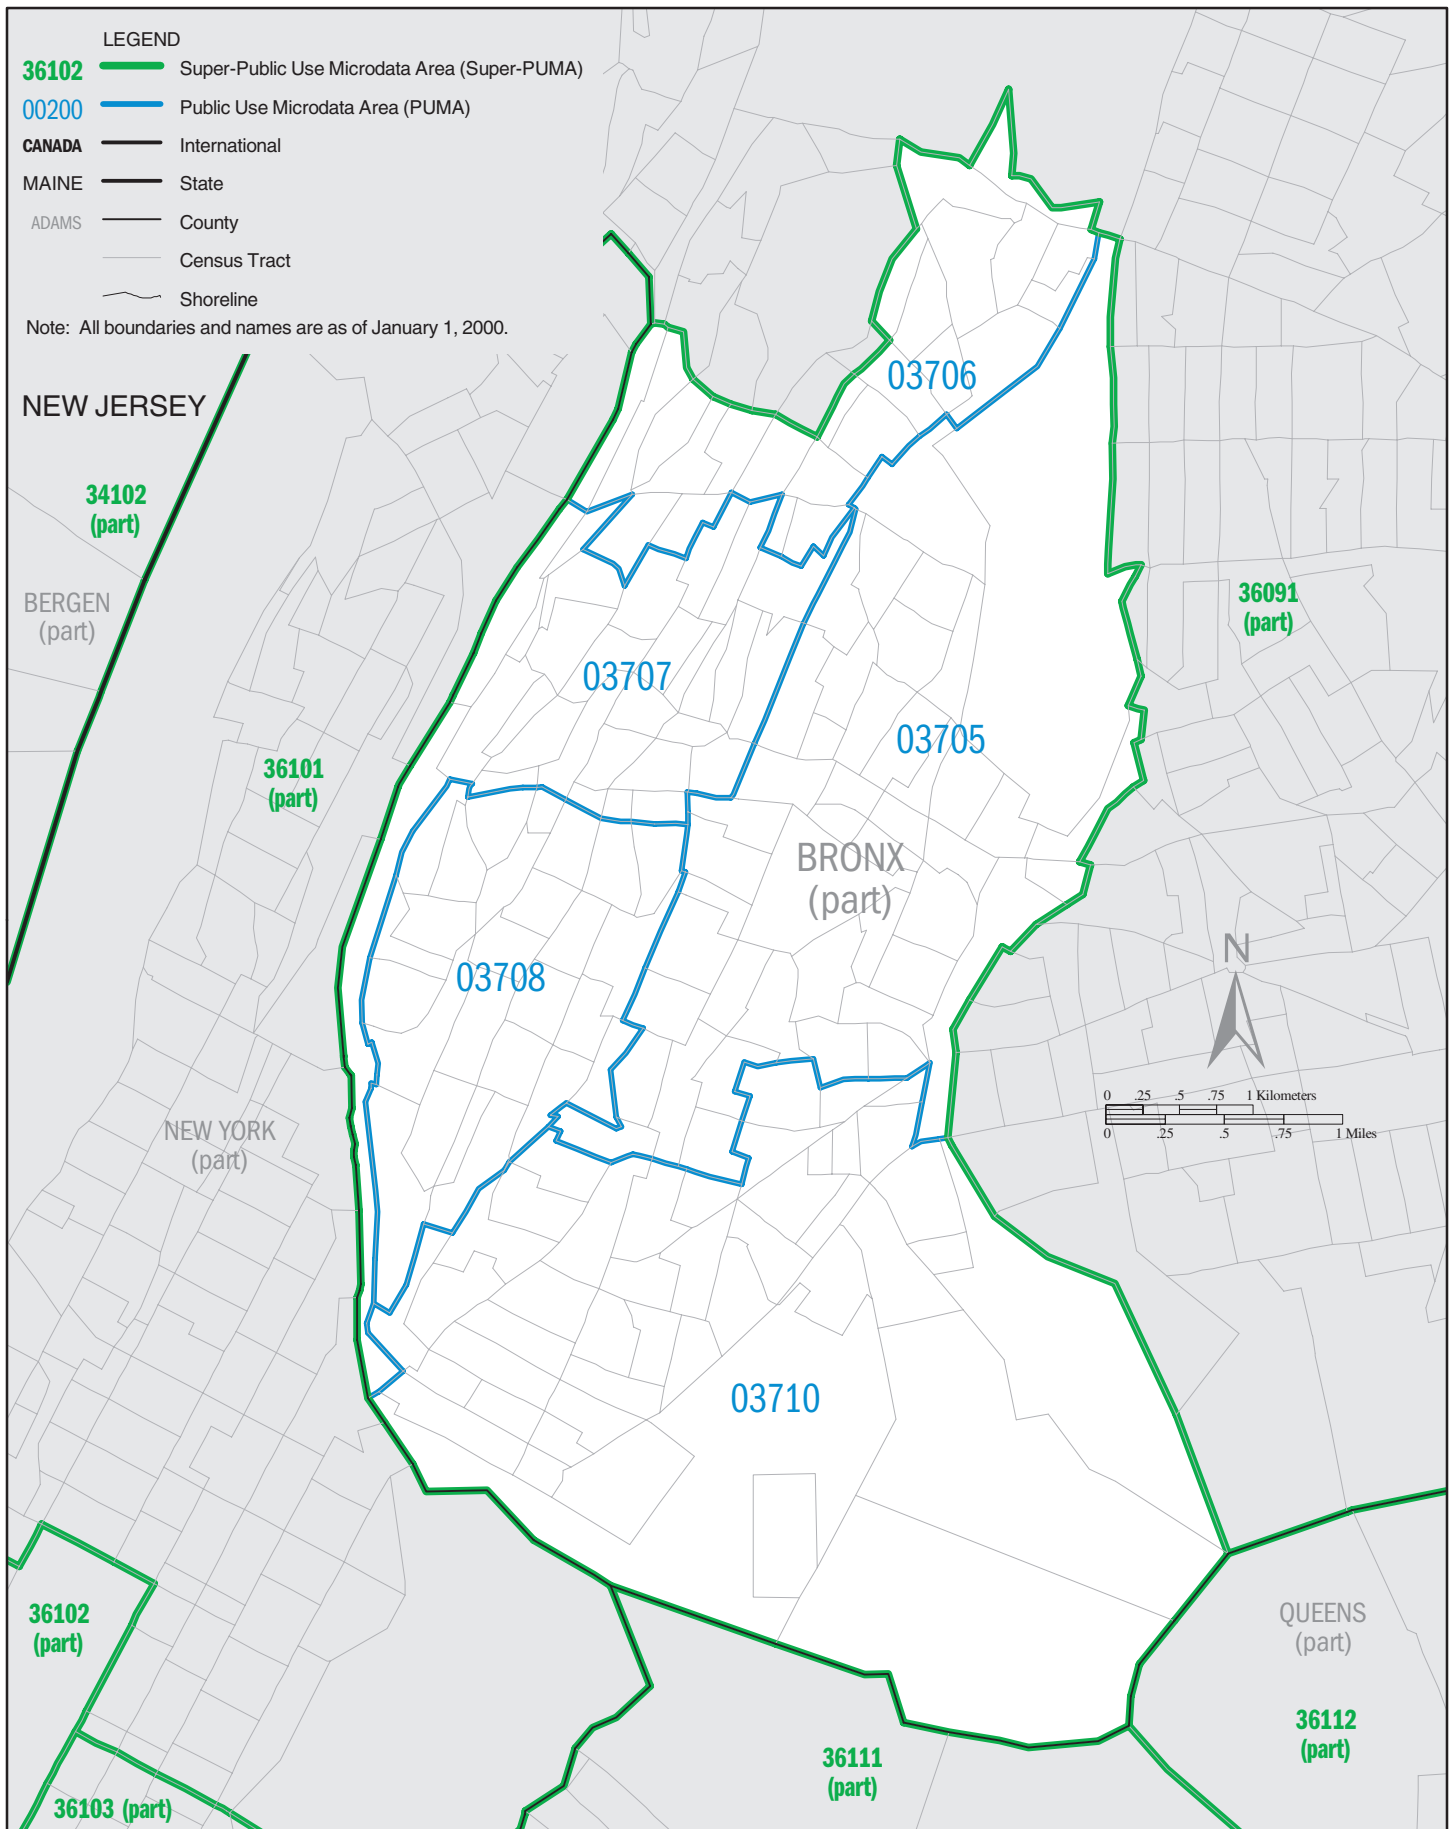 LEGEND
36102 Super-Public Use Microdata Area (Super-PUMA)
00200 Public Use Microdata Area (PUMA)
CANADA International
MAINE State
ADAMS County
Census Tract
Shoreline
Note: All boundaries and names are as of January 1, 2000.
NEW JERSEY
03706
34102
(part)
BERGEN
(part)
36091
(part)
03707
03705
36101
(part)
BRONX
(part)
03708
N
0 .25 .5 .75 1 Kilometers
0 .25 .5 .75 1 Miles
NEW YORK
(part)
03710
36102
(part)
QUEENS
(part)
36112
(part)
36111
(part)
36103 (part)